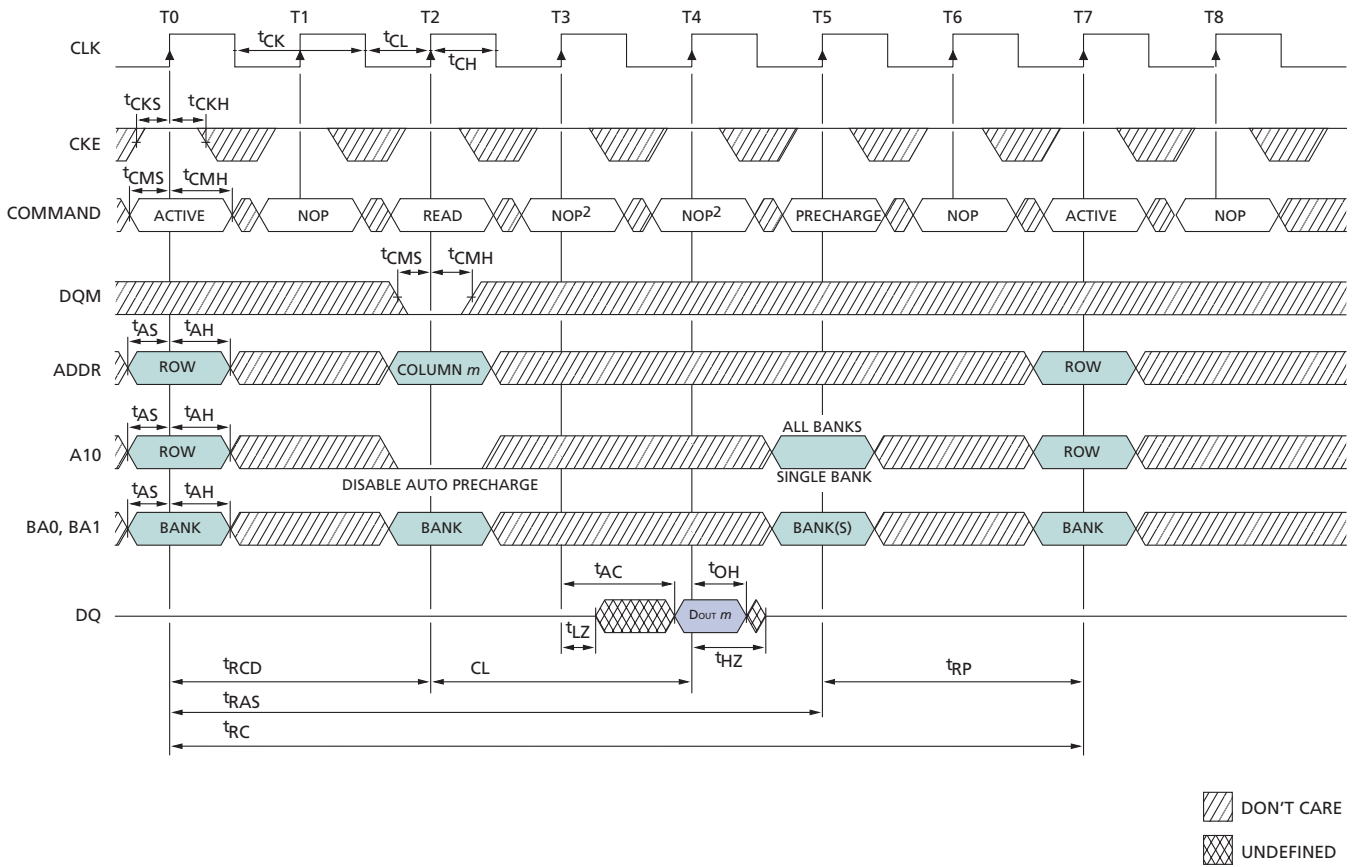 T0 T1 T2 T3 T4 T5 T6 T7 T8
CLK tCK tCL tCH
tCKS tCKH
CKE
tCMS tCMH
COMMAND ACTIVE NOP READ NOP2 NOP2 PRECHARGE NOP ACTIVE NOP
tCMS tCMH
DQM
tAS tAH
ADDR ROW COLUMN m ROW
tAS tAH ALL BANKS
A10 ROW ROW
DISABLE AUTO PRECHARGE SINGLE BANK
tAS tAH
BA0, BA1 BANK BANK BANK(S) BANK
tAC tOH
DQ DOUT m
tLZ tHZ
tRCD CL tRP
tRAS
tRC
DON'T CARE
UNDEFINED